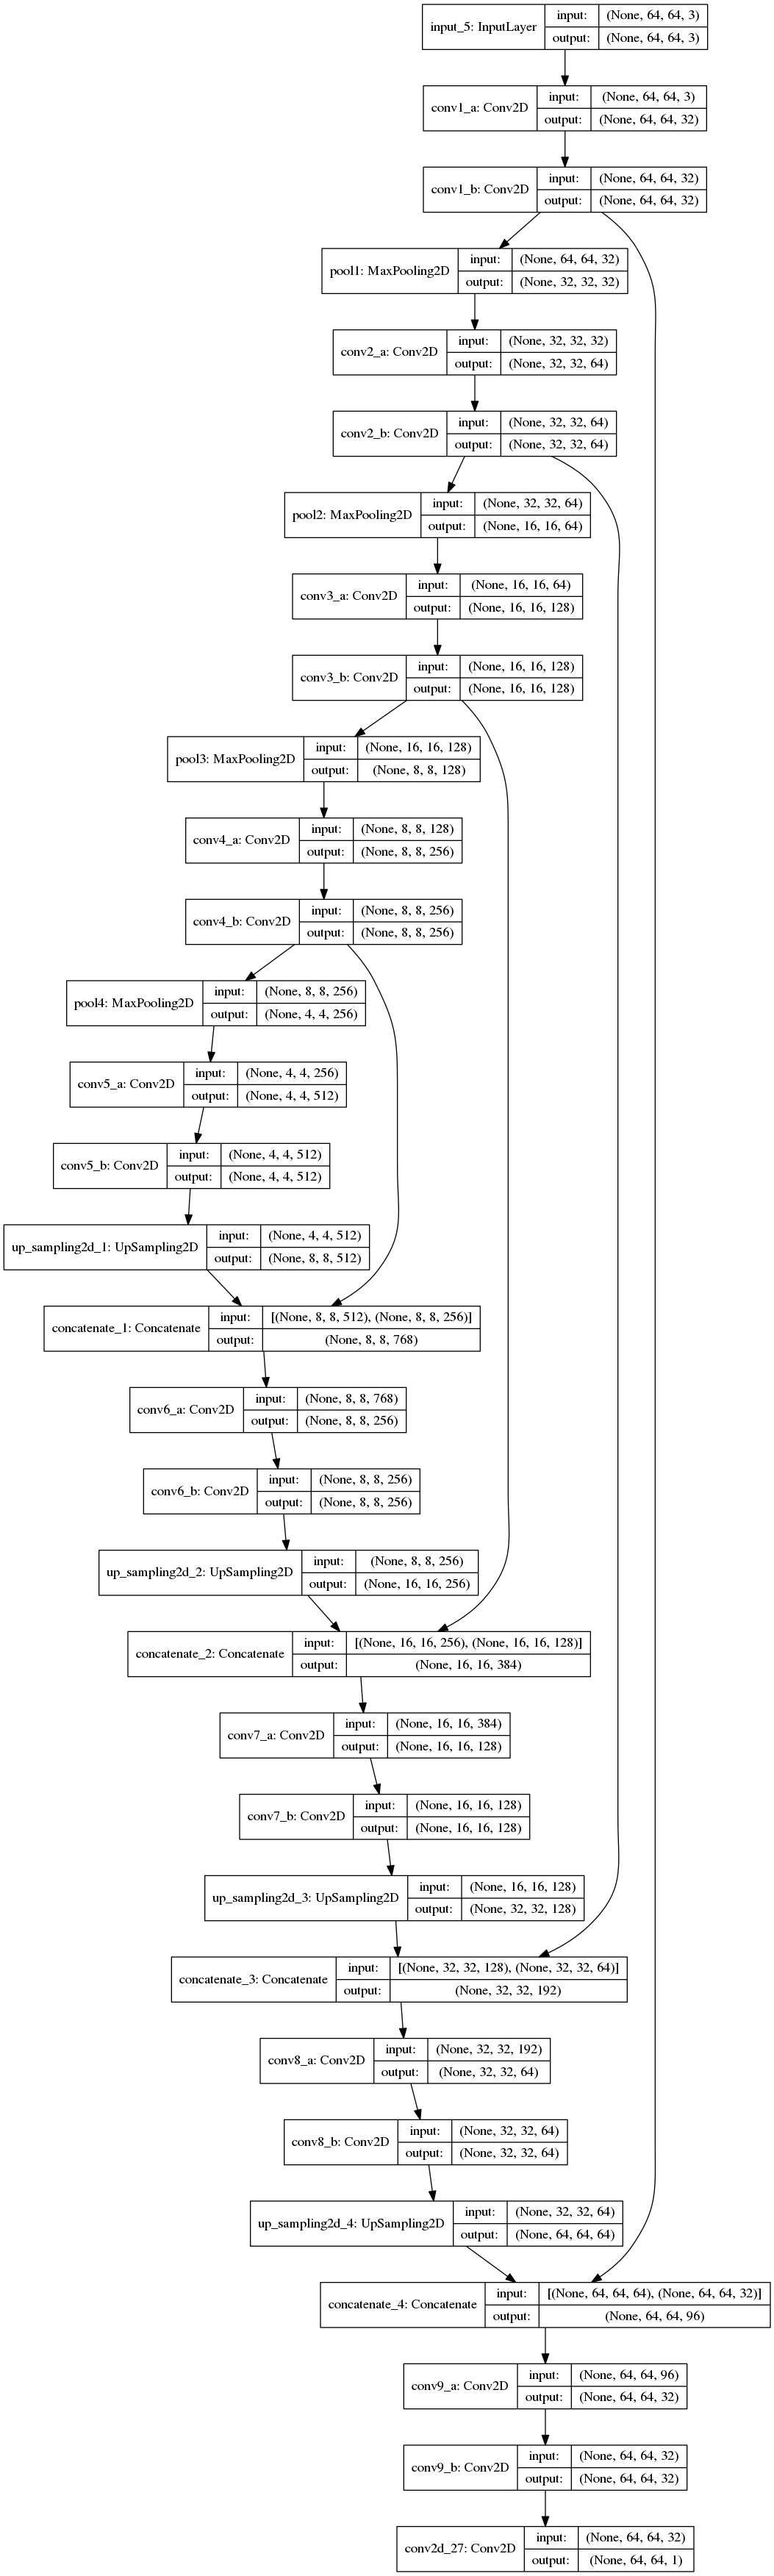 input_5: InputLayer
input: (None, 64, 64, 3)
output: (None, 64, 64, 3)
conv1_a: Conv2D
input: (None, 64, 64, 3)
output: (None, 64, 64, 32)
conv1_b: Conv2D
input: (None, 64, 64, 32)
output: (None, 64, 64, 32)
pool1: MaxPooling2D
input: (None, 64, 64, 32)
output: (None, 32, 32, 32)
conv2_a: Conv2D
input: (None, 32, 32, 32)
output: (None, 32, 32, 64)
conv2_b: Conv2D
input: (None, 32, 32, 64)
output: (None, 32, 32, 64)
pool2: MaxPooling2D
input: (None, 32, 32, 64)
output: (None, 16, 16, 64)
conv3_a: Conv2D
input: (None, 16, 16, 64)
output: (None, 16, 16, 128)
conv3_b: Conv2D
input: (None, 16, 16, 128)
output: (None, 16, 16, 128)
pool3: MaxPooling2D
input: (None, 16, 16, 128)
output: (None, 8, 8, 128)
conv4_a: Conv2D
input: (None, 8, 8, 128)
output: (None, 8, 8, 256)
conv4_b: Conv2D
input: (None, 8, 8, 256)
output: (None, 8, 8, 256)
pool4: MaxPooling2D
input: (None, 8, 8, 256)
output: (None, 4, 4, 256)
conv5_a: Conv2D
input: (None, 4, 4, 256)
output: (None, 4, 4, 512)
conv5_b: Conv2D
input: (None, 4, 4, 512)
output: (None, 4, 4, 512)
up_sampling2d_1: UpSampling2D
input: (None, 4, 4, 512)
output: (None, 8, 8, 512)
concatenate_1: Concatenate
input: [(None, 8, 8, 512), (None, 8, 8, 256)]
output: (None, 8, 8, 768)
conv6_a: Conv2D
input: (None, 8, 8, 768)
output: (None, 8, 8, 256)
conv6_b: Conv2D
input: (None, 8, 8, 256)
output: (None, 8, 8, 256)
up_sampling2d_2: UpSampling2D
input: (None, 8, 8, 256)
output: (None, 16, 16, 256)
concatenate_2: Concatenate
input: [(None, 16, 16, 256), (None, 16, 16, 128)]
output: (None, 16, 16, 384)
conv7_a: Conv2D
input: (None, 16, 16, 384)
output: (None, 16, 16, 128)
conv7_b: Conv2D
input: (None, 16, 16, 128)
output: (None, 16, 16, 128)
up_sampling2d_3: UpSampling2D
input: (None, 16, 16, 128)
output: (None, 32, 32, 128)
concatenate_3: Concatenate
input: [(None, 32, 32, 128), (None, 32, 32, 64)]
output: (None, 32, 32, 192)
conv8_a: Conv2D
input: (None, 32, 32, 192)
output: (None, 32, 32, 64)
conv8_b: Conv2D
input: (None, 32, 32, 64)
output: (None, 32, 32, 64)
up_sampling2d_4: UpSampling2D
input: (None, 32, 32, 64)
output: (None, 64, 64, 64)
concatenate_4: Concatenate
input: [(None, 64, 64, 64), (None, 64, 64, 32)]
output: (None, 64, 64, 96)
conv9_a: Conv2D
input: (None, 64, 64, 96)
output: (None, 64, 64, 32)
conv9_b: Conv2D
input: (None, 64, 64, 32)
output: (None, 64, 64, 32)
conv2d_27: Conv2D
input: (None, 64, 64, 32)
output: (None, 64, 64, 1)